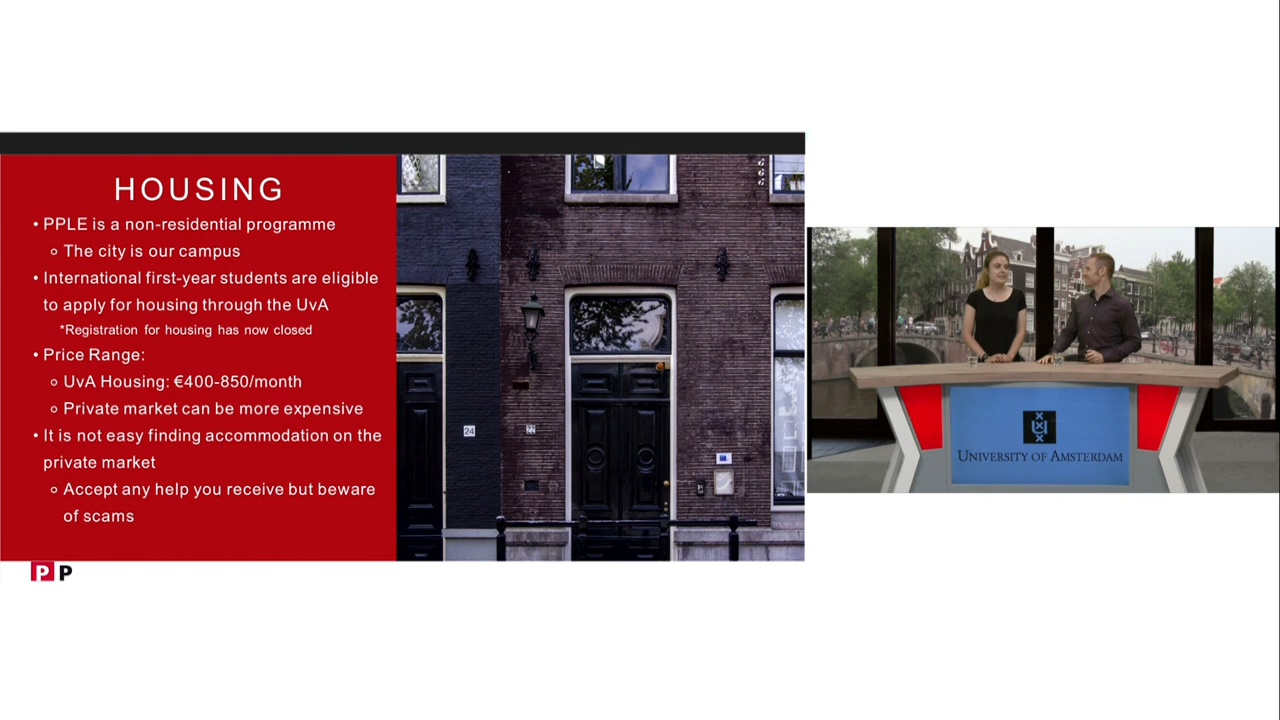 HOUSING
• PPLE is a non-residential programme
○ The city is our campus
• International first-year students are eligible
to apply for housing through the UvA
*Registration for housing has now closed
• Price Range:
○ UvA Housing: €400-850/month
○ Private market can be more expensive
• It is not easy finding accommodation on the
private market
○ Accept any help you receive but beware
of scams
24
22
P P
UNIVERSITY OF AMSTERDAM